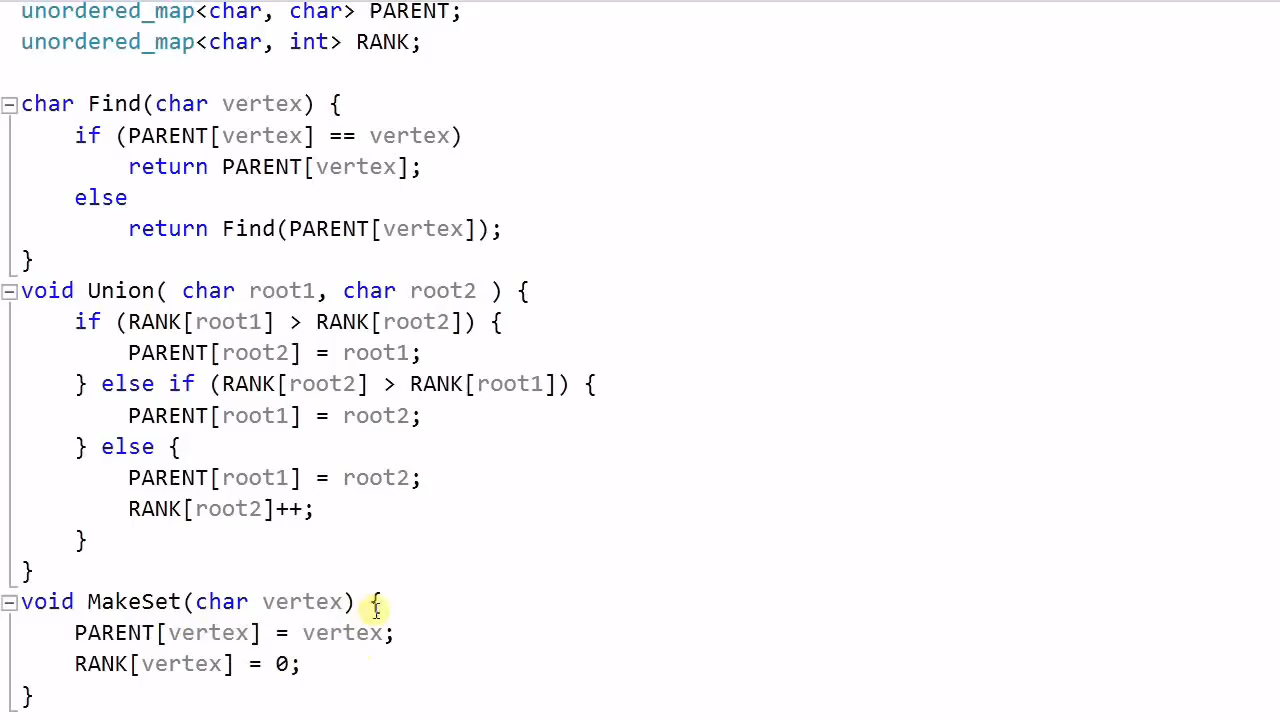 unordered_map<char, char> PARENT;
unordered_map<char, int> RANK;
char Find(char vertex) {
    if (PARENT[vertex] == vertex)
        return PARENT[vertex];
    else
        return Find(PARENT[vertex]);
}
void Union( char root1, char root2 ) {
    if (RANK[root1] > RANK[root2]) {
        PARENT[root2] = root1;
    } else if (RANK[root2] > RANK[root1]) {
        PARENT[root1] = root2;
    } else {
        PARENT[root1] = root2;
        RANK[root2]++;
    }
}
void MakeSet(char vertex) {
    PARENT[vertex] = vertex;
    RANK[vertex] = 0;
}